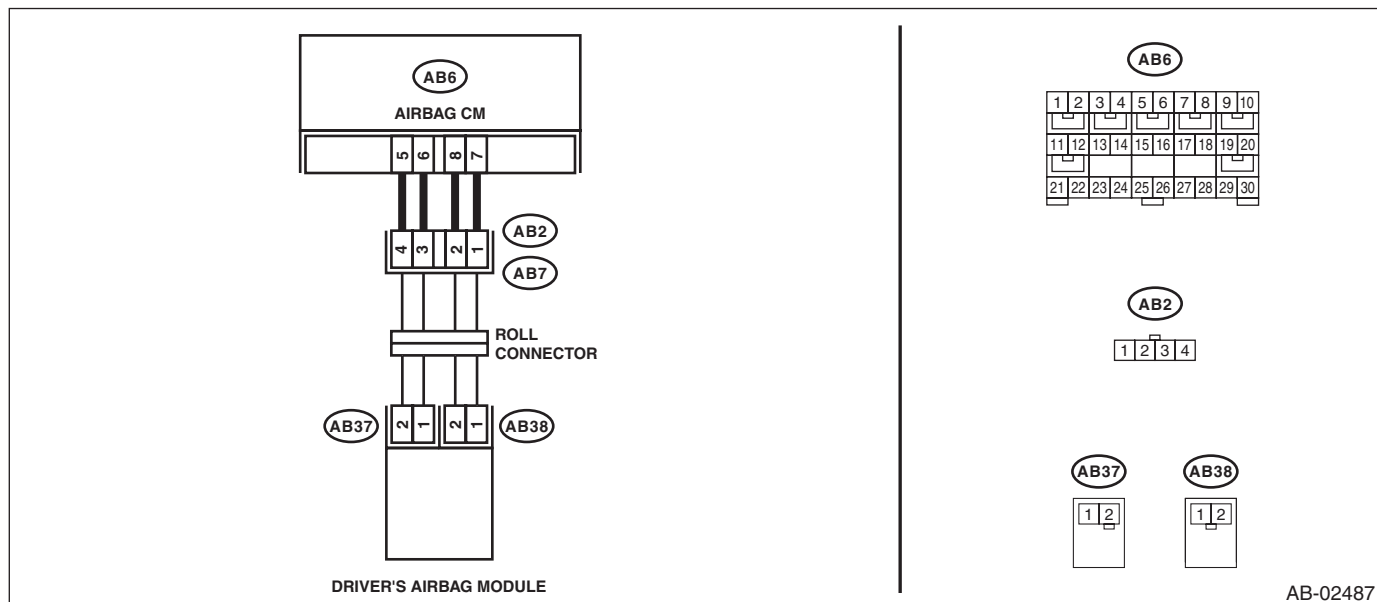 AB6
AIRBAG CM
5 6 8 7
4 3 2 1
AB2
AB7
ROLL
CONNECTOR
AB37
2 1 2 1
AB38
DRIVER'S AIRBAG MODULE
AB6
1 2 3 4 5 6 7 8 9 10
11 12 13 14 15 16 17 18 19 20
21 22 23 24 25 26 27 28 29 30
AB2
1 2 3 4
AB37 AB38
1 2 1 2
AB-02487